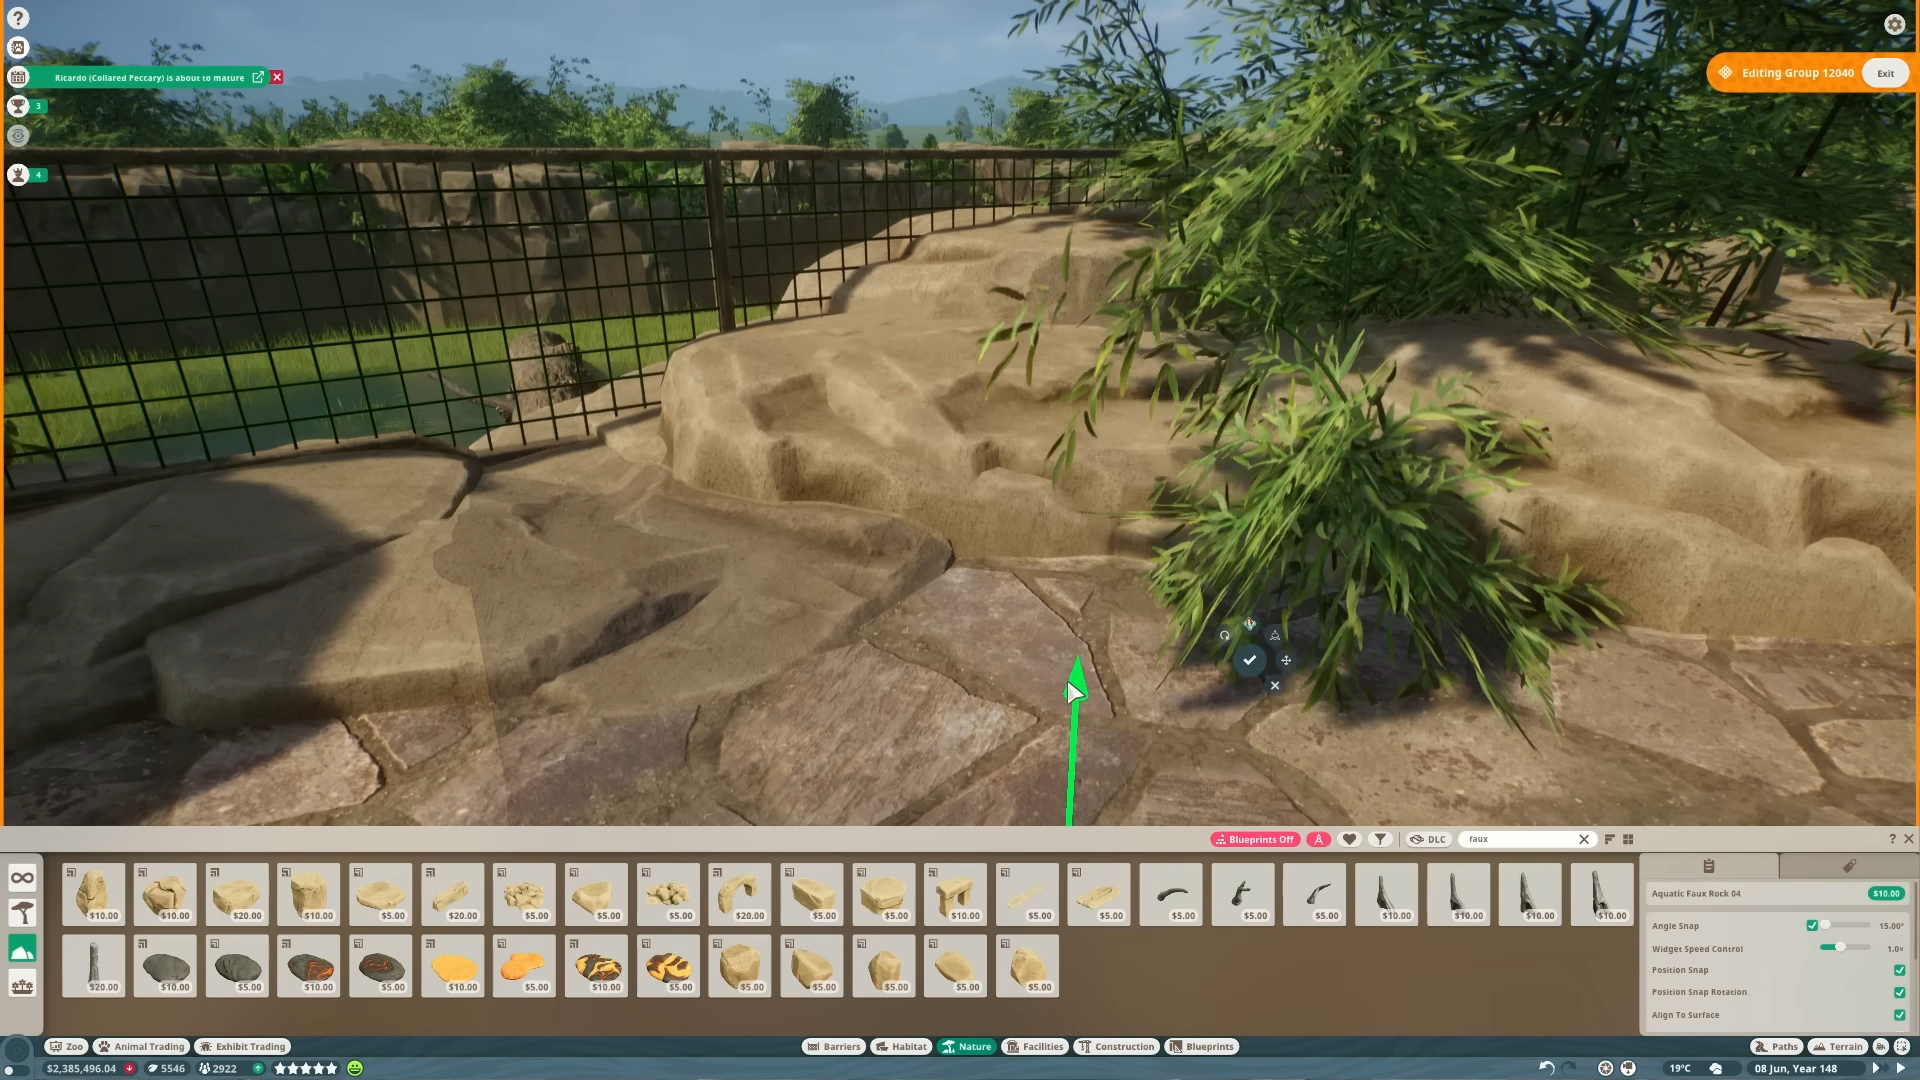 Ricardo (Collared Peccary) is about to mature
3
4
Editing Group 12040
Exit
Blueprints Off
DLC
faux
$10.00 $10.00 $20.00 $10.00 $5.00 $20.00 $5.00 $5.00 $5.00 $20.00 $5.00 $5.00 $10.00 $5.00 $5.00 $5.00 $5.00 $5.00 $10.00 $10.00 $10.00 $10.00
$20.00 $10.00 $5.00 $10.00 $5.00 $10.00 $5.00 $10.00 $5.00 $5.00 $5.00 $5.00 $5.00 $5.00
Aquatic Faux Rock 04 $10.00
Angle Snap 15.00°
Widget Speed Control 1.0×
Position Snap
Position Snap Rotation
Align To Surface
Zoo Animal Trading Exhibit Trading Barriers Habitat Nature Facilities Construction Blueprints Paths Terrain
$2,385,496.04 5546 2922 19°C 08 Jun, Year 148